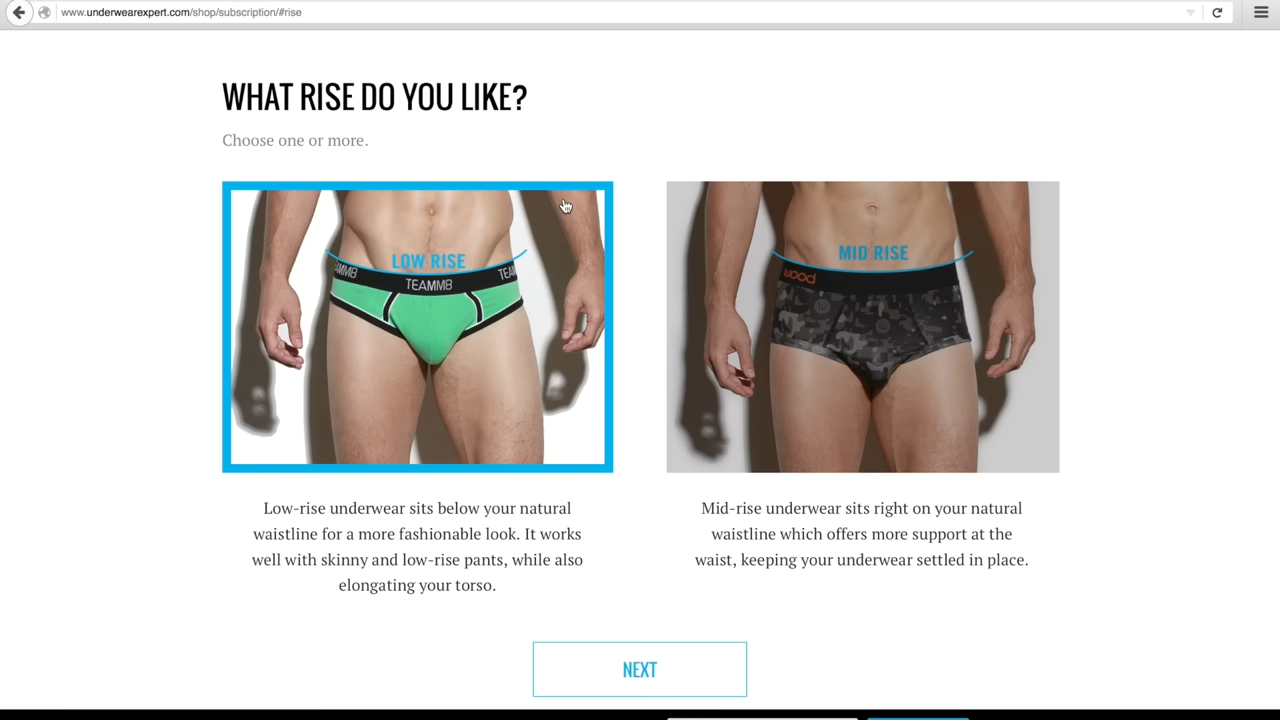 www.underwearexpert.com/shop/subscription/#rise
WHAT RISE DO YOU LIKE?
Choose one or more.
LOW RISE
TEAMM8
MID RISE
wood
Low-rise underwear sits below your natural
waistline for a more fashionable look. It works
well with skinny and low-rise pants, while also
elongating your torso.
Mid-rise underwear sits right on your natural
waistline which offers more support at the
waist, keeping your underwear settled in place.
NEXT